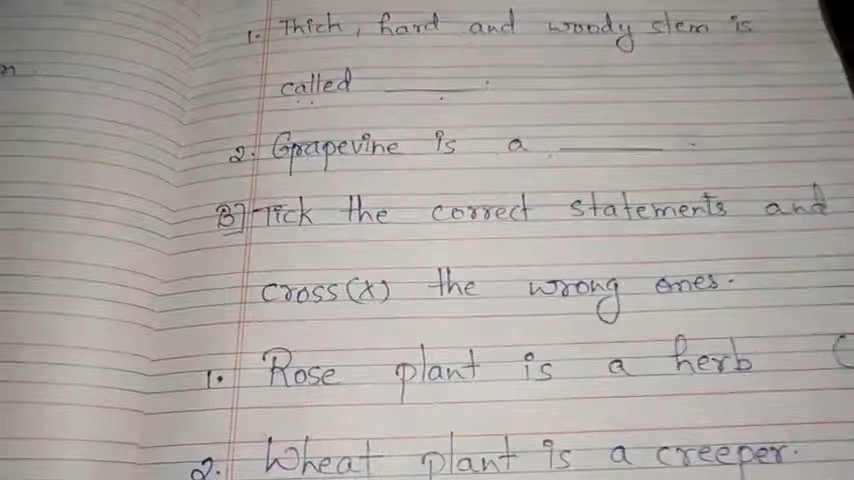 1. Thick, hard and woody stem is
called ______.
2. Grapevine is a ______.
B] Tick the correct statements and
cross(x) the wrong ones.
1. Rose plant is a herb (
2. Wheat plant is a creeper.